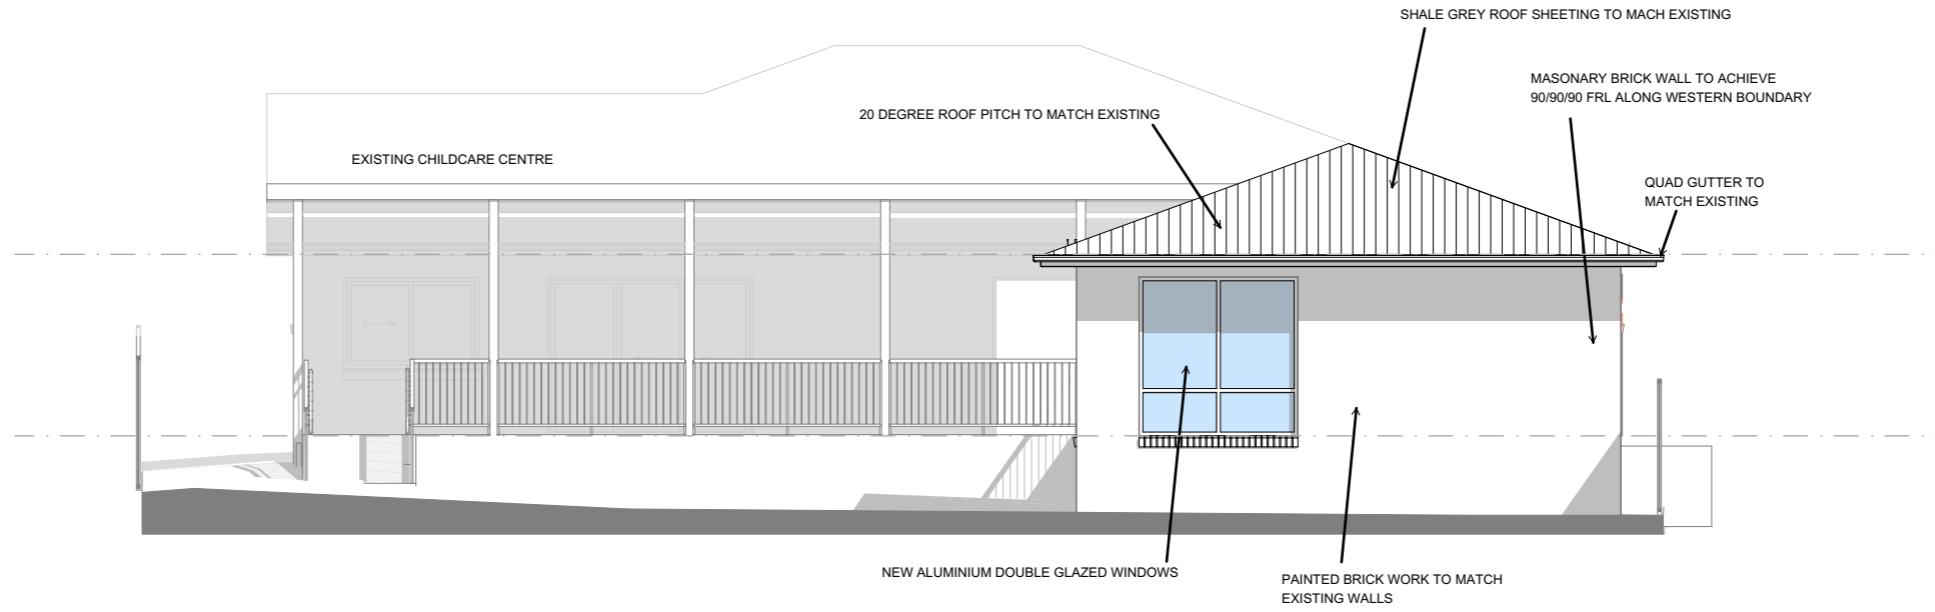 SHALE GREY ROOF SHEETING TO MACH EXISTING
MASONARY BRICK WALL TO ACHIEVE
90/90/90 FRL ALONG WESTERN BOUNDARY
20 DEGREE ROOF PITCH TO MATCH EXISTING
EXISTING CHILDCARE CENTRE
QUAD GUTTER TO
MATCH EXISTING
NEW ALUMINIUM DOUBLE GLAZED WINDOWS
PAINTED BRICK WORK TO MATCH
EXISTING WALLS